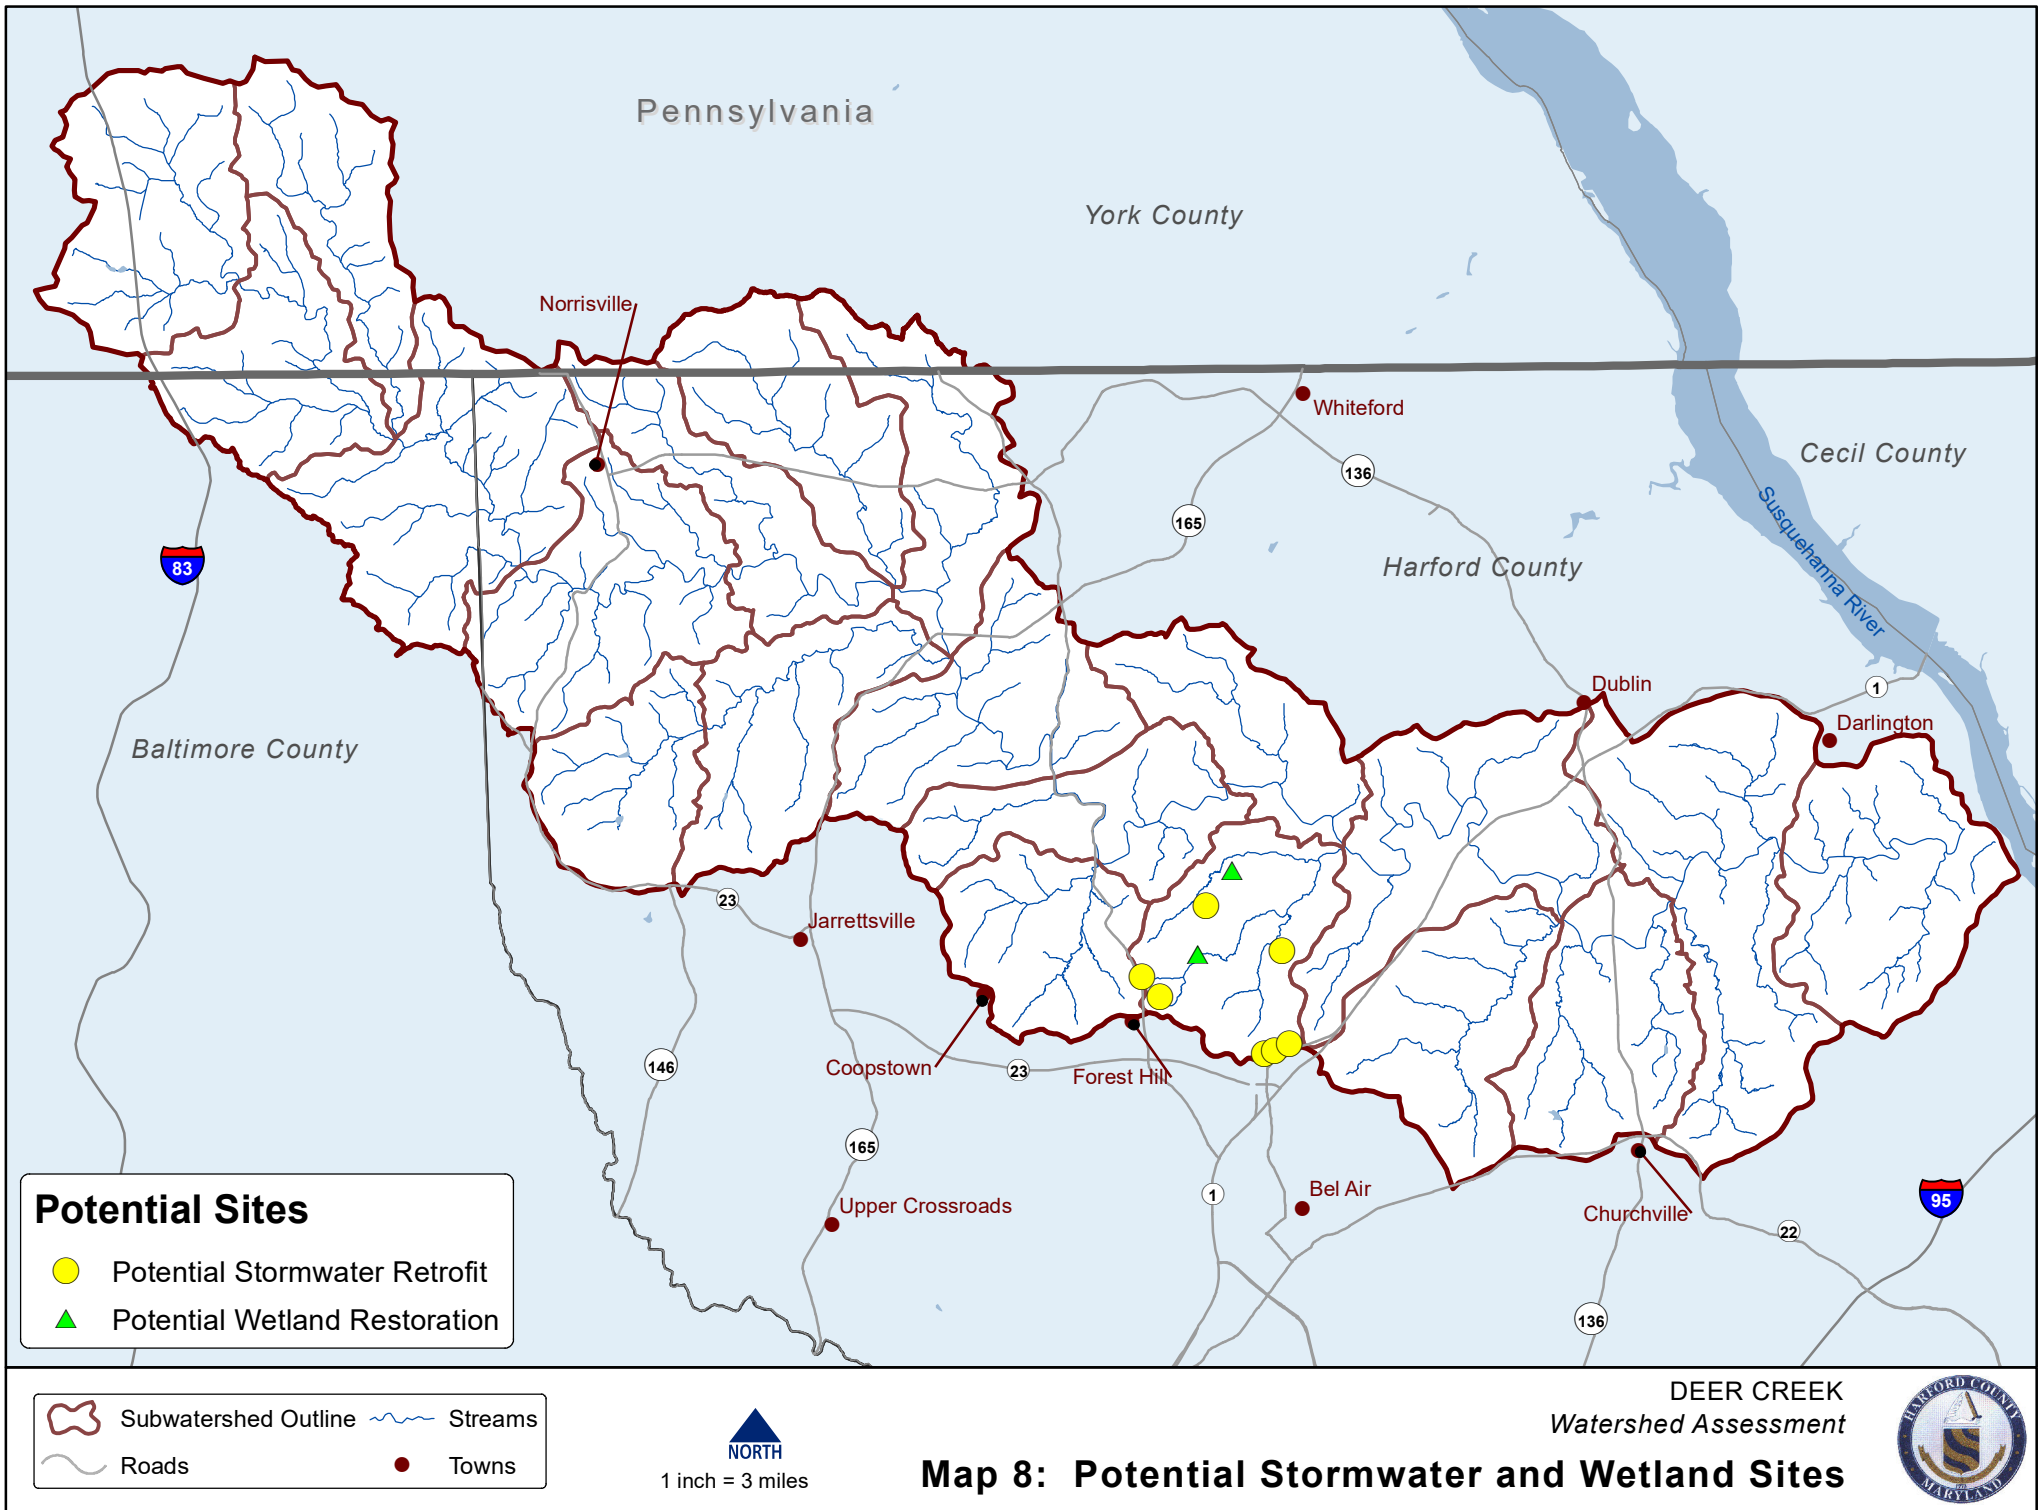 Pennsylvania
York County
Norrisville
Whiteford
136
Cecil County
165
Susquehanna River
83
Harford County
Dublin
1
Darlington
Baltimore County
23
Jarrettsville
Coopstown
23
Forest Hill
146
165
Upper Crossroads
1
Bel Air
Churchville
22
95
136
Potential Sites
Potential Stormwater Retrofit
Potential Wetland Restoration
Subwatershed Outline
Streams
Roads
Towns
NORTH
1 inch = 3 miles
DEER CREEK
Watershed Assessment
Map 8: Potential Stormwater and Wetland Sites
HARFORD COUNTY
MARYLAND